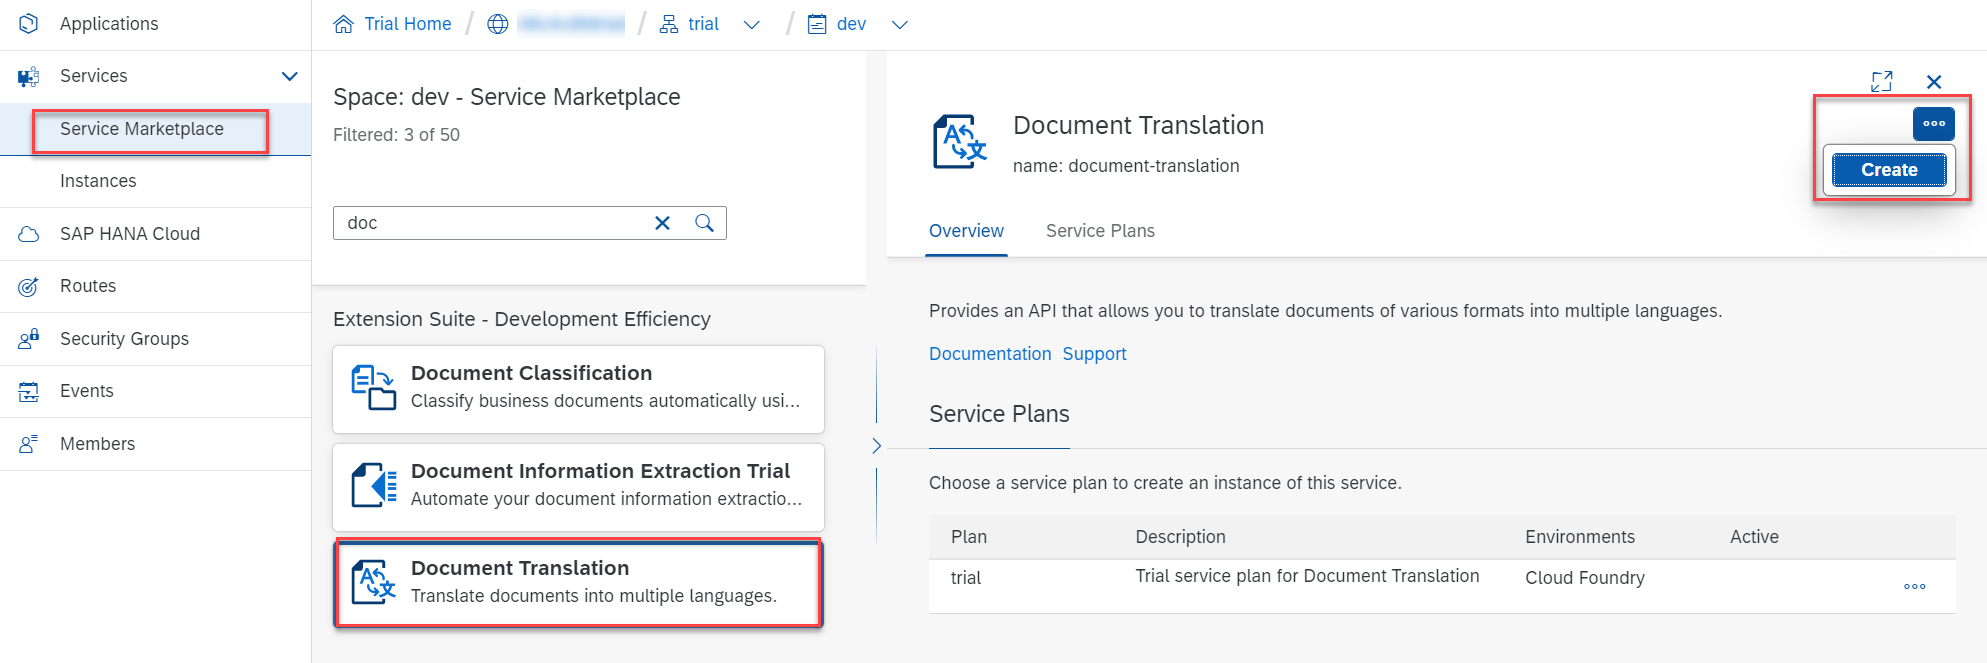 Applications
Services
Service Marketplace
Instances
SAP HANA Cloud
Routes
Security Groups
Events
Members
Trial Home / / trial / dev
Space: dev - Service Marketplace
Filtered: 3 of 50
doc
Extension Suite - Development Efficiency
Document Classification
Classify business documents automatically usi...
Document Information Extraction Trial
Automate your document information extractio...
Document Translation
Translate documents into multiple languages.
Document Translation
name: document-translation
Create
Overview Service Plans
Provides an API that allows you to translate documents of various formats into multiple languages.
Documentation Support
Service Plans
Choose a service plan to create an instance of this service.
Plan Description Environments Active
trial Trial service plan for Document Translation Cloud Foundry